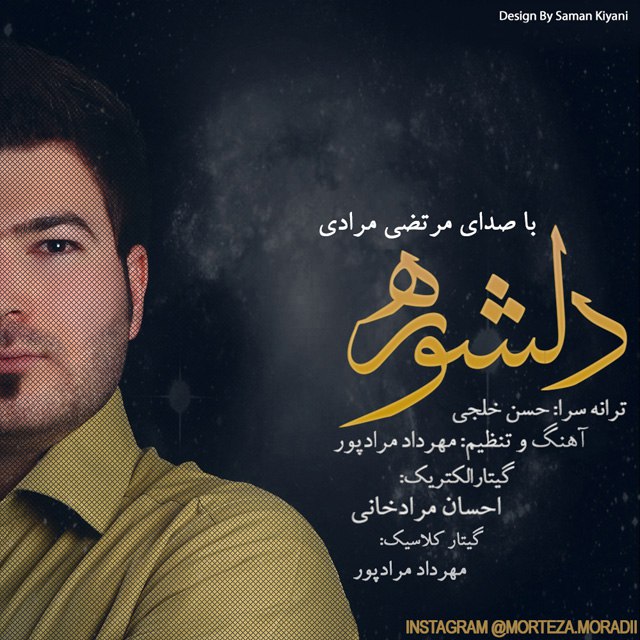 Design By Saman Kiyani
با صدای مرتضی مرادی
دلشوره
ترانه سرا: حسن خلجی
آهنگ و تنظیم: مهرداد مرادپور
گیتارالکتریک:
احسان مرادخانی
گیتار کلاسیک:
مهرداد مرادپور
INSTAGRAM @MORTEZA.MORADII